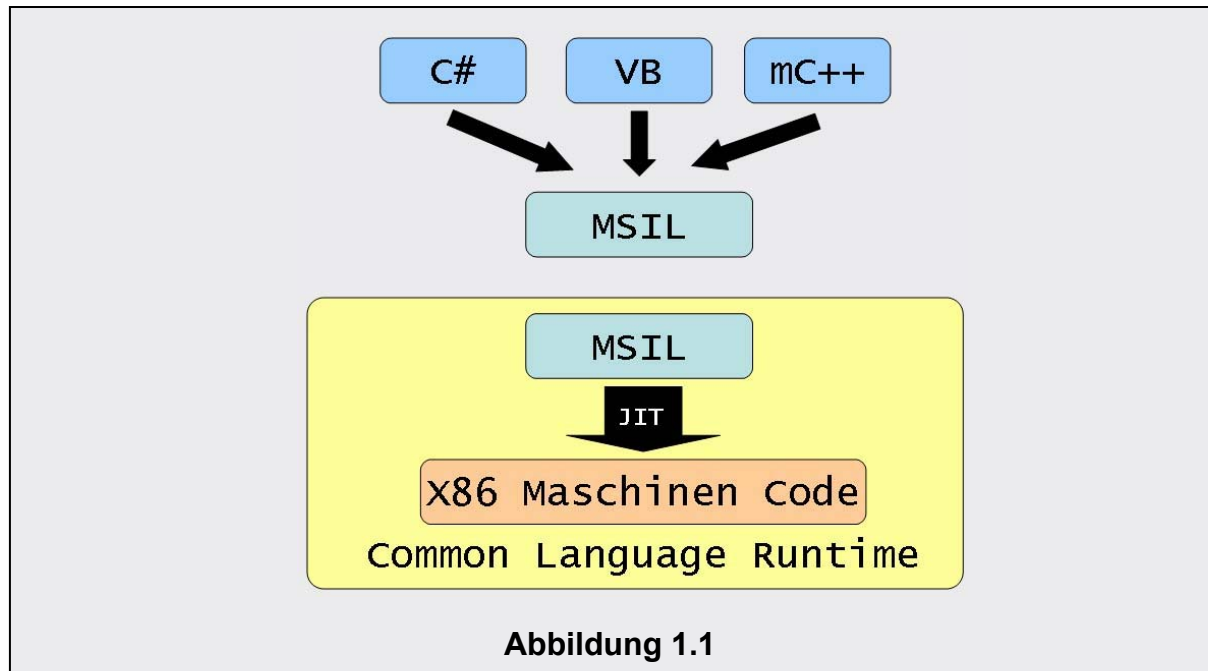 C# VB mC++
MSIL
MSIL
JIT
X86 Maschinen Code
Common Language Runtime
Abbildung 1.1